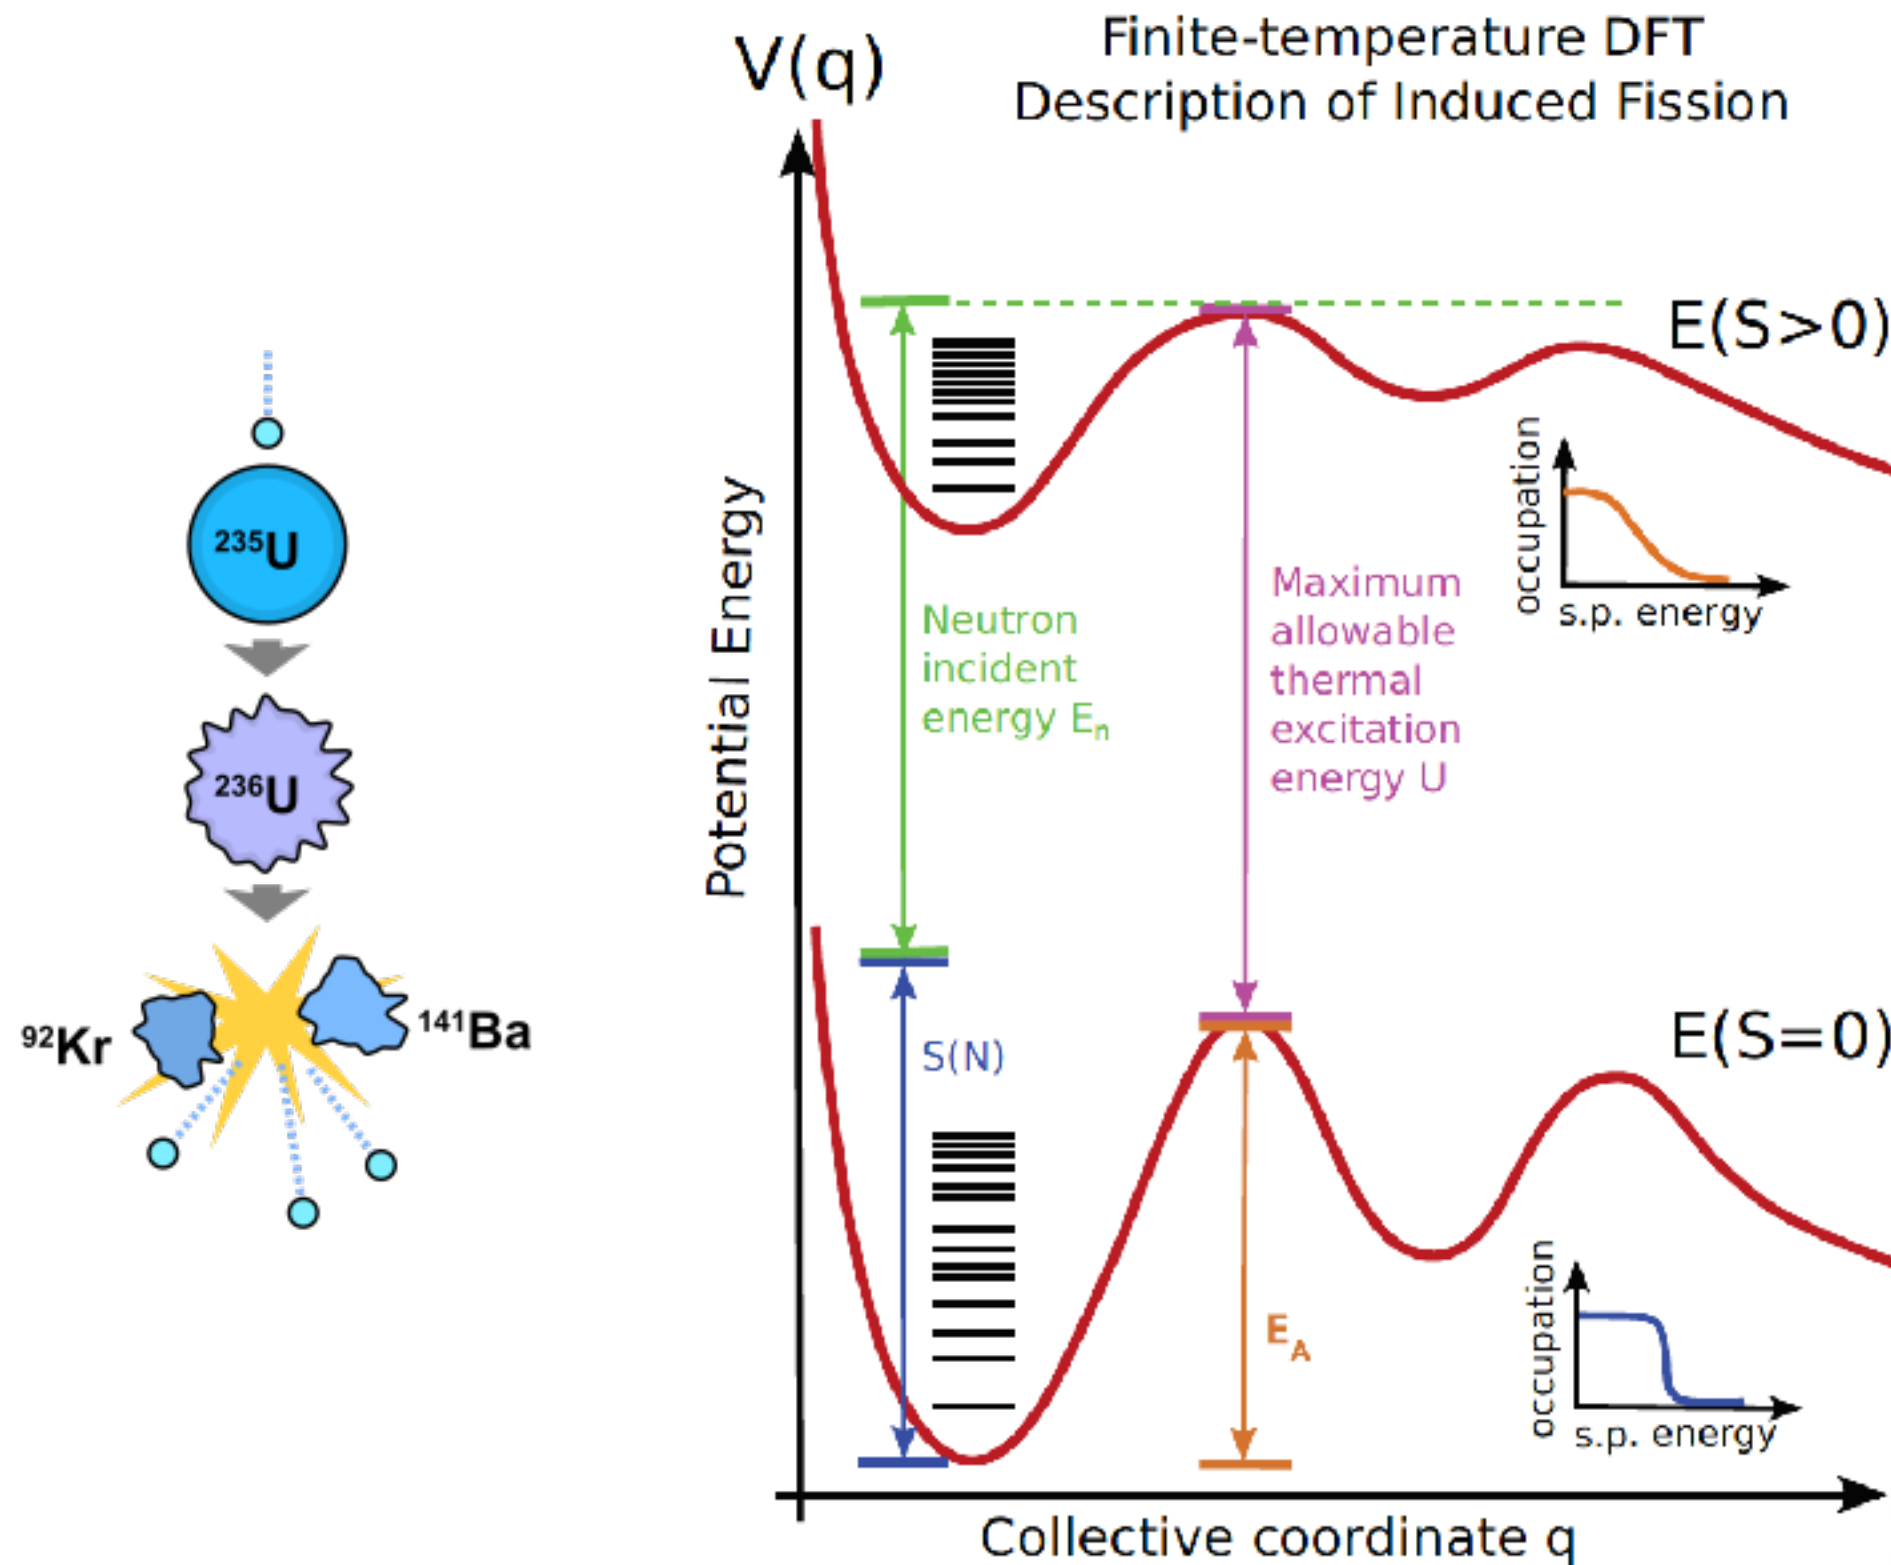 Finite-temperature DFT
Description of Induced Fission
V(q)
Potential Energy
Collective coordinate q
E(S>0)
E(S=0)
Neutron
incident
energy Eₙ
Maximum
allowable
thermal
excitation
energy U
occupation
s.p. energy
S(N)
E_A
occupation
s.p. energy
²³⁵U
²³⁶U
⁹²Kr
¹⁴¹Ba